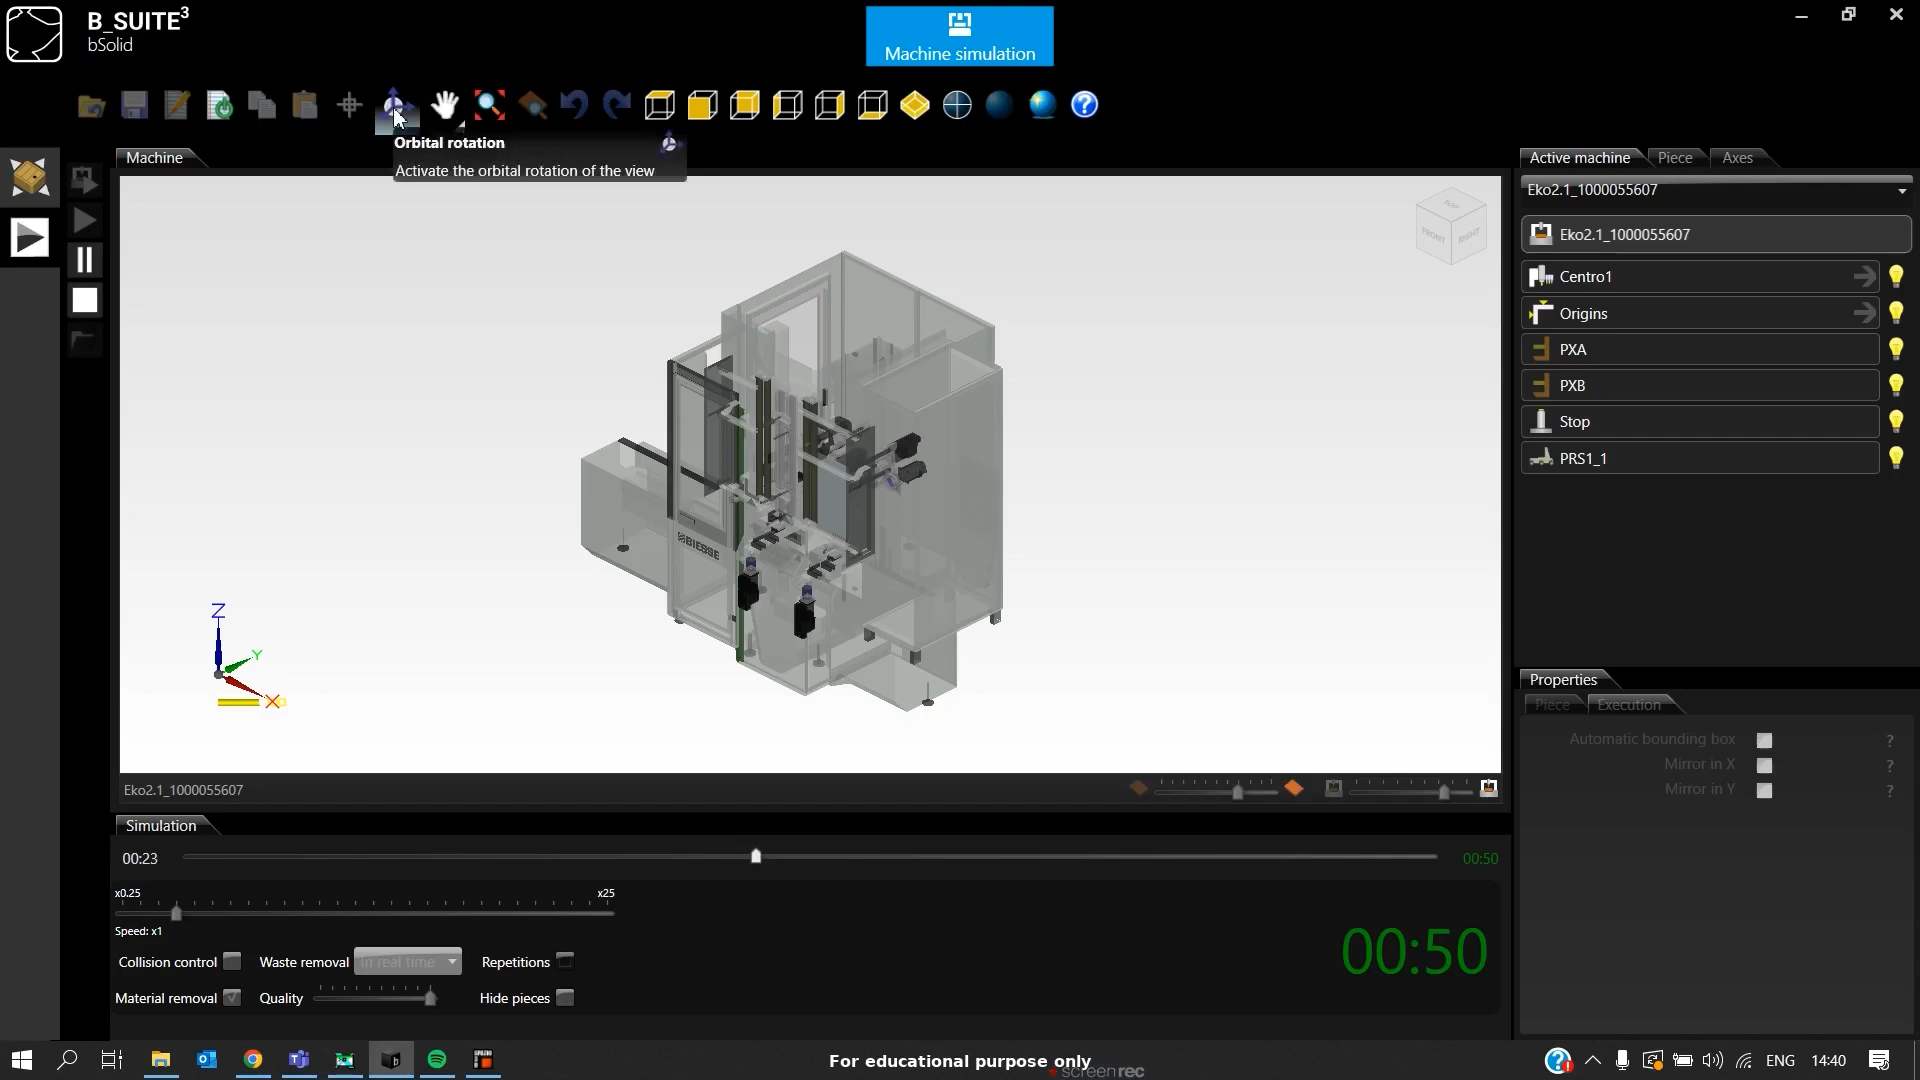 B_SUITE³
bSolid
Machine simulation
Orbital rotation
Activate the orbital rotation of the view
Machine
TOP
FRONT
RIGHT
BIESSE
Z
Y
X
Eko2.1_1000055607
Active machine
Piece
Axes
Eko2.1_1000055607
Eko2.1_1000055607
Centro1
Origins
PXA
PXB
Stop
PRS1_1
Properties
Piece
Execution
Automatic bounding box
?
Mirror in X
?
Mirror in Y
?
Simulation
00:23
00:50
x0.25
x25
Speed: x1
Collision control
Waste removal
In real time
Repetitions
Material removal
Quality
Hide pieces
00:50
For educational purpose only
screenrec
ENG
14:40